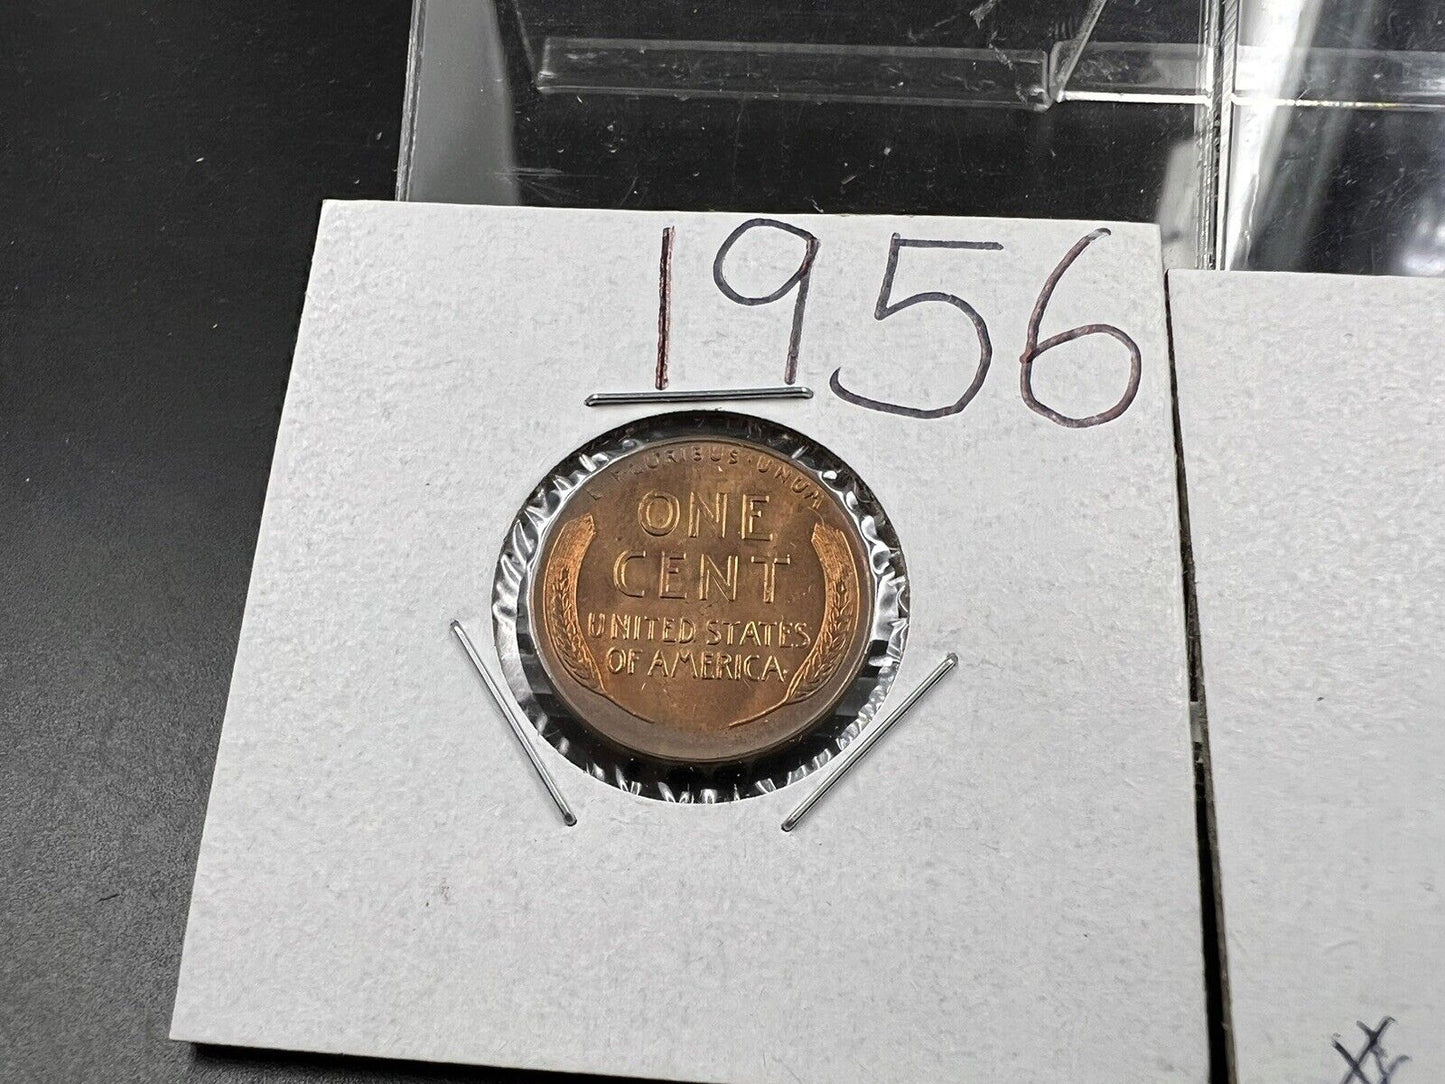 1956
E PLURIBUS·UNUM
ONE
CENT
UNITED STATES
OF AMERICA